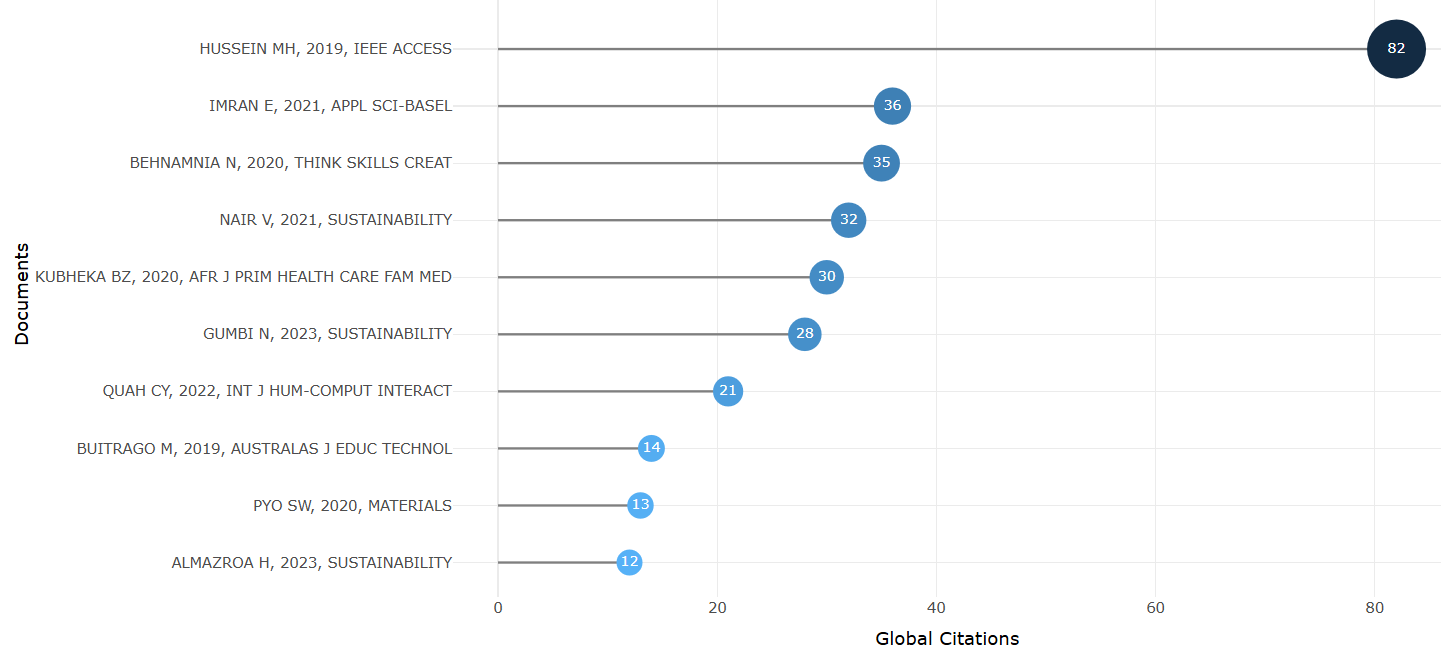 HUSSEIN MH, 2019, IEEE ACCESS
82
IMRAN E, 2021, APPL SCI-BASEL
36
BEHNAMNIA N, 2020, THINK SKILLS CREAT
35
NAIR V, 2021, SUSTAINABILITY
32
Documents
KUBHEKA BZ, 2020, AFR J PRIM HEALTH CARE FAM MED
30
GUMBI N, 2023, SUSTAINABILITY
28
QUAH CY, 2022, INT J HUM-COMPUT INTERACT
21
BUITRAGO M, 2019, AUSTRALAS J EDUC TECHNOL
14
PYO SW, 2020, MATERIALS
13
ALMAZROA H, 2023, SUSTAINABILITY
12
0 20 40 60 80
Global Citations